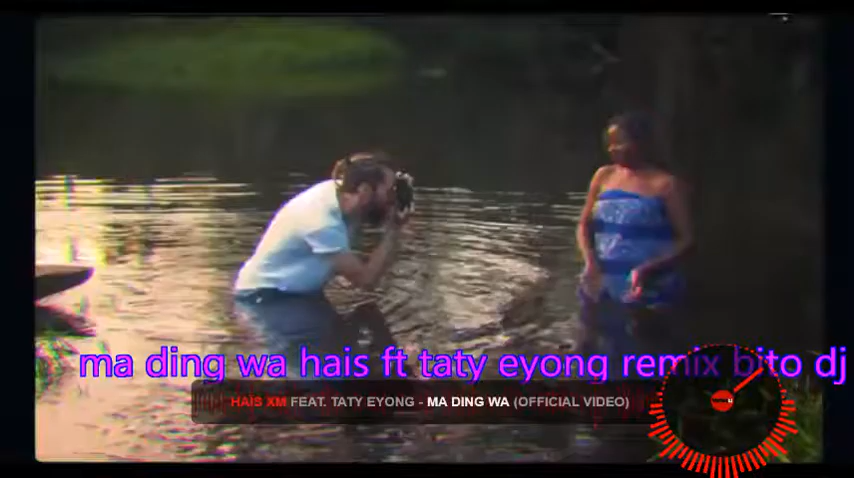 ma ding wa hais ft taty eyong remix bito dj
HAÏS XM FEAT. TATY EYONG - MA DING WA (OFFICIAL VIDEO)